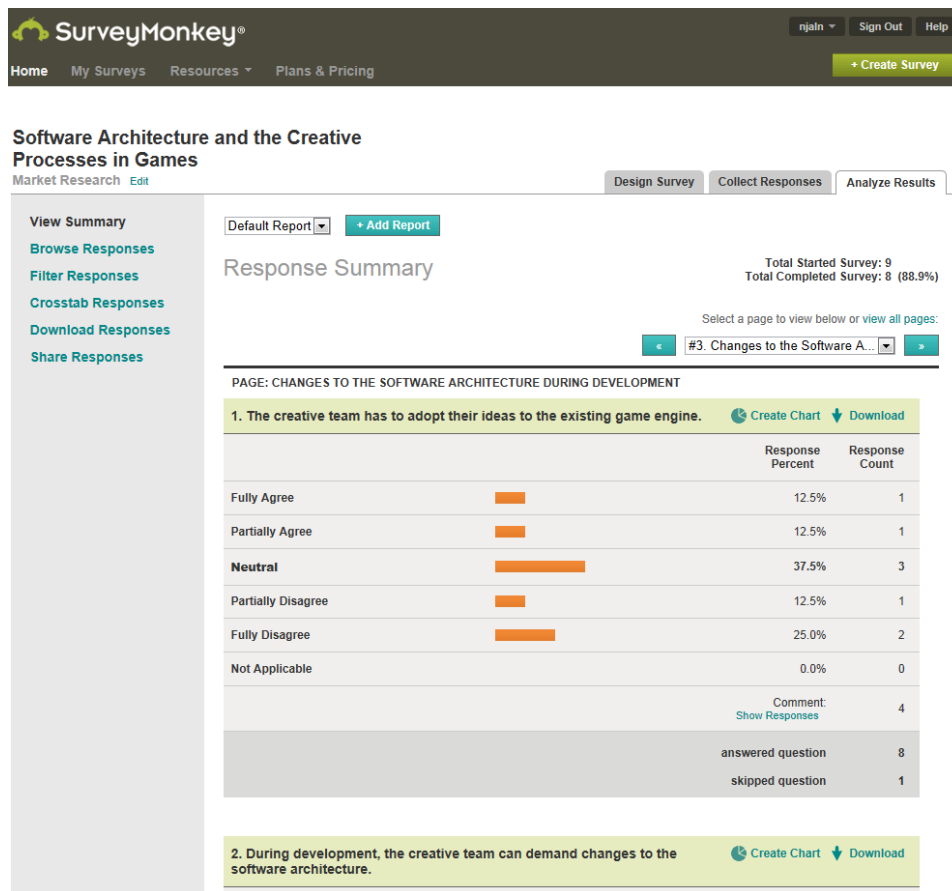 SurveyMonkey®
njaln
Sign Out
Help
Home My Surveys Resources Plans & Pricing
+ Create Survey
Software Architecture and the Creative
Processes in Games
Market Research Edit
Design Survey
Collect Responses
Analyze Results
View Summary
Browse Responses
Filter Responses
Crosstab Responses
Download Responses
Share Responses
Default Report
+ Add Report
Response Summary
Total Started Survey: 9
Total Completed Survey: 8 (88.9%)
Select a page to view below or view all pages:
«
#3. Changes to the Software A...
»
PAGE: CHANGES TO THE SOFTWARE ARCHITECTURE DURING DEVELOPMENT
1. The creative team has to adopt their ideas to the existing game engine.
Create Chart
Download
Response
Percent
Response
Count
Fully Agree 12.5% 1
Partially Agree 12.5% 1
Neutral 37.5% 3
Partially Disagree 12.5% 1
Fully Disagree 25.0% 2
Not Applicable 0.0% 0
Comment:
Show Responses
4
answered question 8
skipped question 1
2. During development, the creative team can demand changes to the
software architecture.
Create Chart
Download